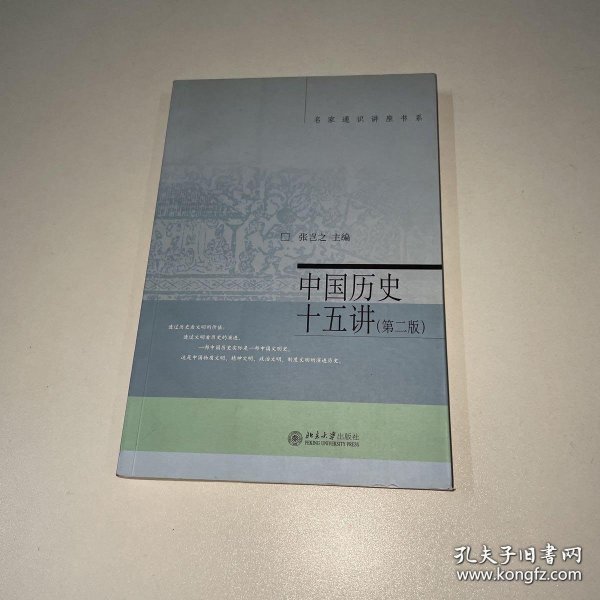 名家通识讲座书系
张岂之 主编
中国历史
十五讲(第二版)
透过历史看文明的价值,
透过文明看历史的演进。
一部中国历史实际是一部中国文明史,
这是中国物质文明、精神文明、政治文明、制度文明的演进历史。
北京大学出版社
PEKING UNIVERSITY PRESS
孔夫子旧书网
www.kongfz.com